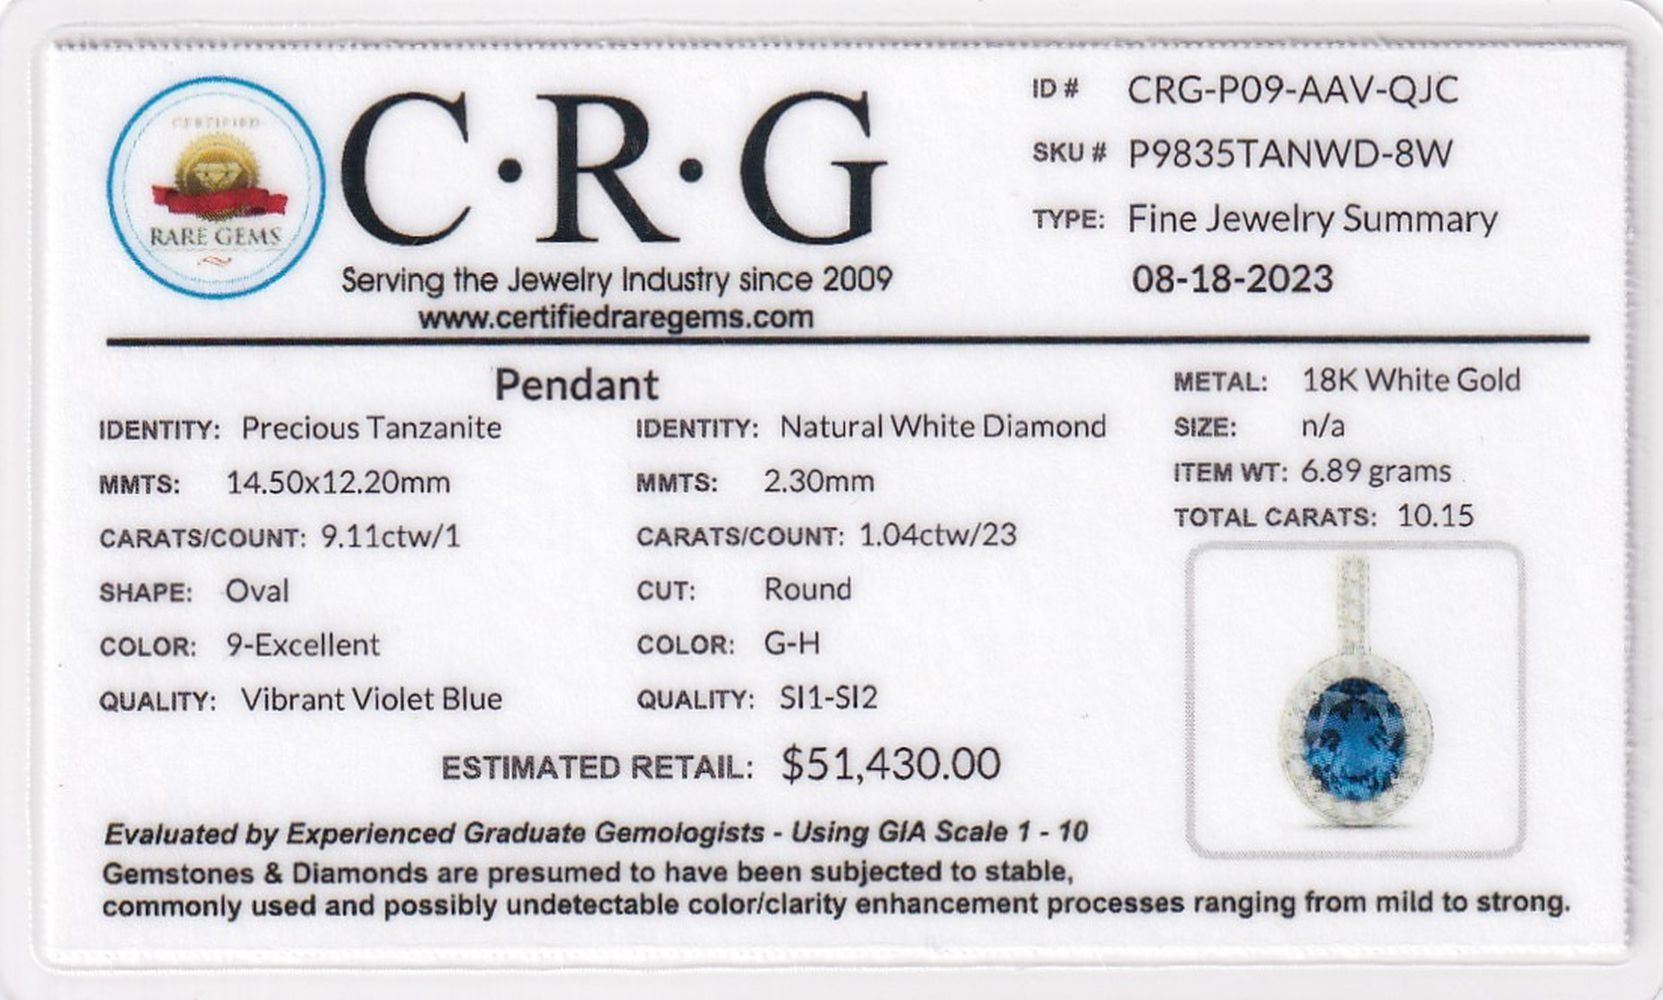 CERTIFIED
RARE GEMS
C·R·G
Serving the Jewelry Industry since 2009
www.certifiedraregems.com
ID # CRG-P09-AAV-QJC
SKU # P9835TANWD-8W
TYPE: Fine Jewelry Summary
08-18-2023
Pendant
IDENTITY: Precious Tanzanite
MMTS: 14.50x12.20mm
CARATS/COUNT: 9.11ctw/1
SHAPE: Oval
COLOR: 9-Excellent
QUALITY: Vibrant Violet Blue
IDENTITY: Natural White Diamond
MMTS: 2.30mm
CARATS/COUNT: 1.04ctw/23
CUT: Round
COLOR: G-H
QUALITY: SI1-SI2
METAL: 18K White Gold
SIZE: n/a
ITEM WT: 6.89 grams
TOTAL CARATS: 10.15
ESTIMATED RETAIL: $51,430.00
Evaluated by Experienced Graduate Gemologists - Using GIA Scale 1 - 10
Gemstones & Diamonds are presumed to have been subjected to stable,
commonly used and possibly undetectable color/clarity enhancement processes ranging from mild to strong.